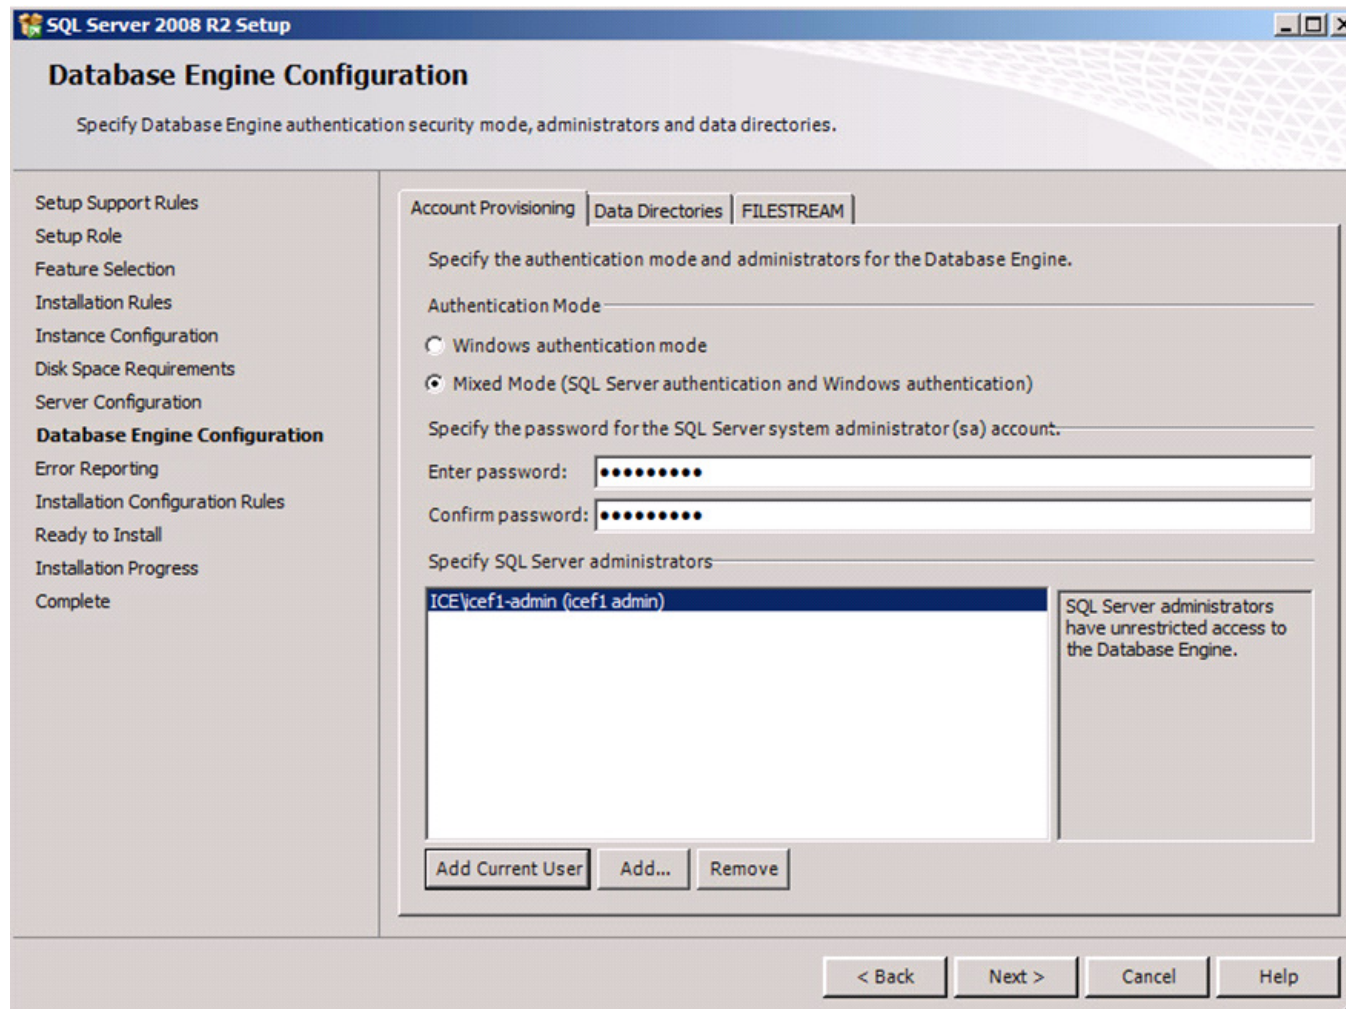 SQL Server 2008 R2 Setup
Database Engine Configuration
Specify Database Engine authentication security mode, administrators and data directories.
Setup Support Rules
Setup Role
Feature Selection
Installation Rules
Instance Configuration
Disk Space Requirements
Server Configuration
Database Engine Configuration
Error Reporting
Installation Configuration Rules
Ready to Install
Installation Progress
Complete
Account Provisioning Data Directories FILESTREAM
Specify the authentication mode and administrators for the Database Engine.
Authentication Mode
Windows authentication mode
Mixed Mode (SQL Server authentication and Windows authentication)
Specify the password for the SQL Server system administrator (sa) account.
Enter password: •••••••••
Confirm password: •••••••••
Specify SQL Server administrators
ICE\icef1-admin (icef1 admin)
SQL Server administrators
have unrestricted access to
the Database Engine.
Add Current User Add... Remove
< Back Next > Cancel Help